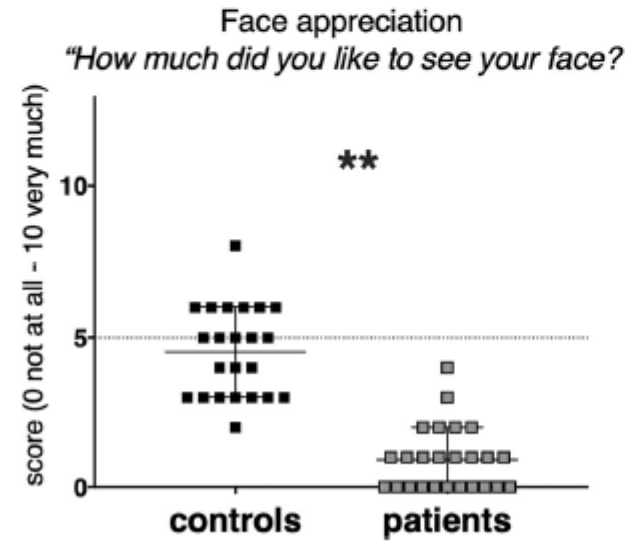 Face appreciation
“How much did you like to see your face?
score (0 not at all - 10 very much)
**
10
5
0
controls
patients